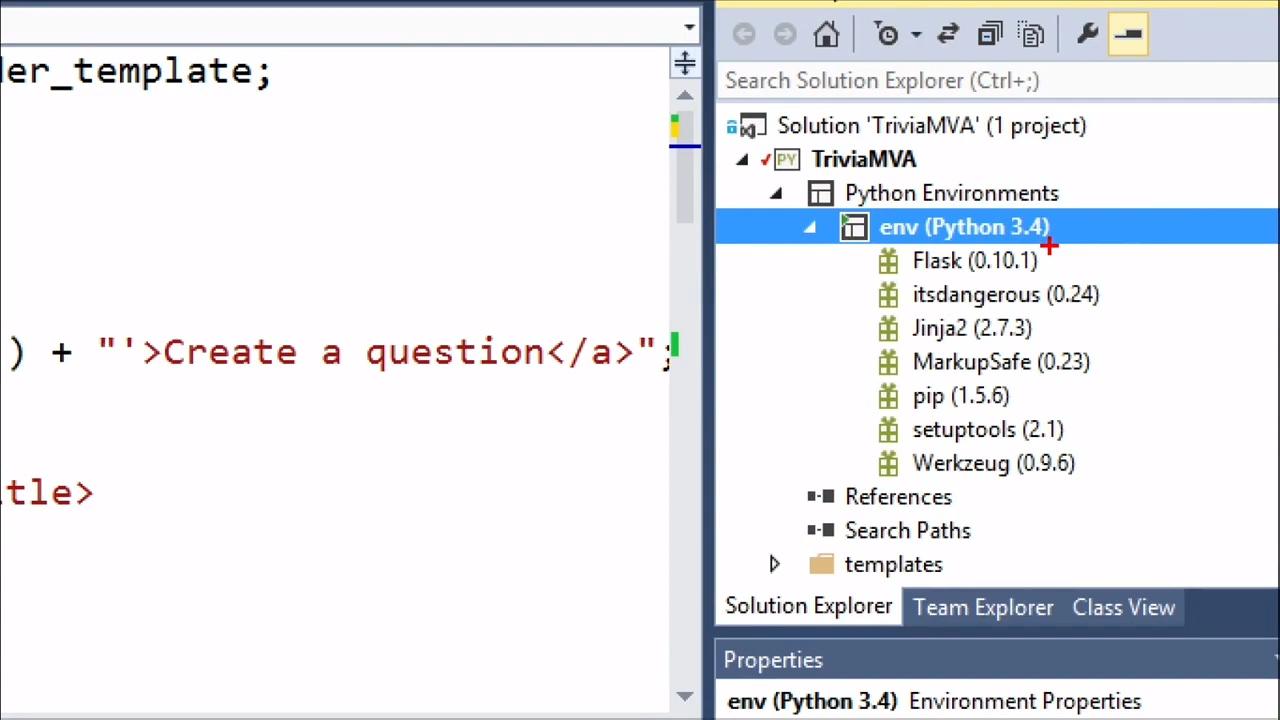 der_template;
) + "'>Create a question</a>";
itle>
Search Solution Explorer (Ctrl+;)
Solution 'TriviaMVA' (1 project)
PY TriviaMVA
Python Environments
env (Python 3.4)
Flask (0.10.1)
itsdangerous (0.24)
Jinja2 (2.7.3)
MarkupSafe (0.23)
pip (1.5.6)
setuptools (2.1)
Werkzeug (0.9.6)
References
Search Paths
templates
Solution Explorer Team Explorer Class View
Properties
env (Python 3.4) Environment Properties